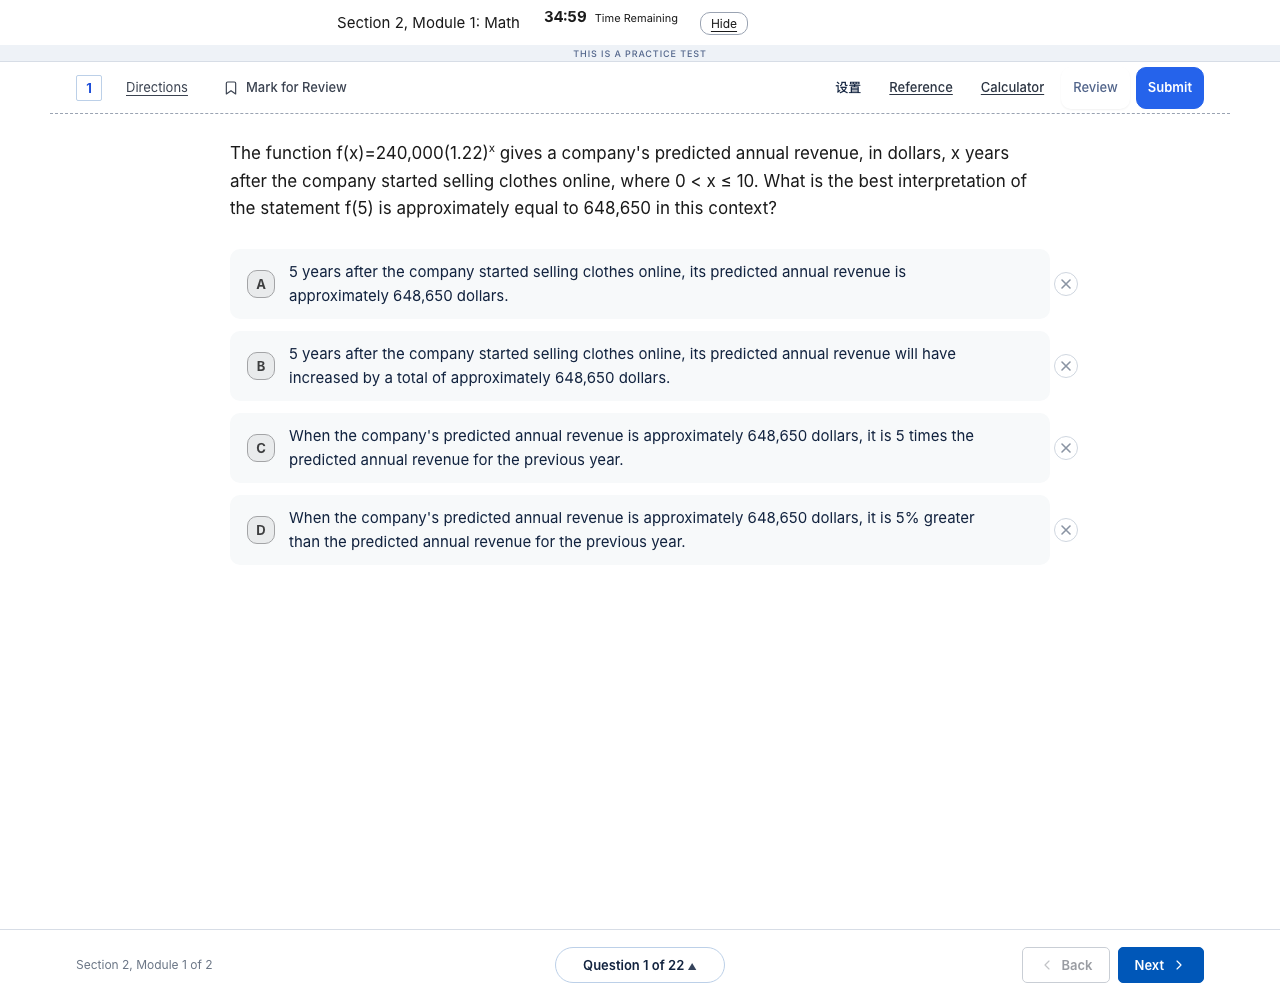 Section 2, Module 1: Math
34:59 Time Remaining
Hide
THIS IS A PRACTICE TEST
1
Directions
Mark for Review
设置
Reference
Calculator
Review
Submit
The function f(x)=240,000(1.22)ˣ gives a company's predicted annual revenue, in dollars, x years
after the company started selling clothes online, where 0 < x ≤ 10. What is the best interpretation of
the statement f(5) is approximately equal to 648,650 in this context?
A
5 years after the company started selling clothes online, its predicted annual revenue is
approximately 648,650 dollars.
B
5 years after the company started selling clothes online, its predicted annual revenue will have
increased by a total of approximately 648,650 dollars.
C
When the company's predicted annual revenue is approximately 648,650 dollars, it is 5 times the
predicted annual revenue for the previous year.
D
When the company's predicted annual revenue is approximately 648,650 dollars, it is 5% greater
than the predicted annual revenue for the previous year.
Section 2, Module 1 of 2
Question 1 of 22 ▲
Back
Next